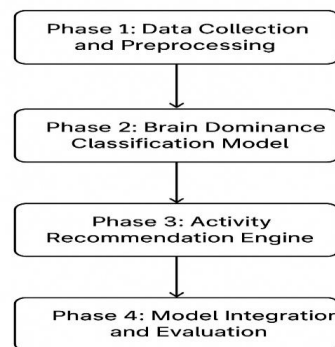 Phase 1: Data Collection
and Preprocessing
Phase 2: Brain Dominance
Classification Model
Phase 3: Activity
Recommendation Engine
Phase 4: Model Integration
and Evaluation